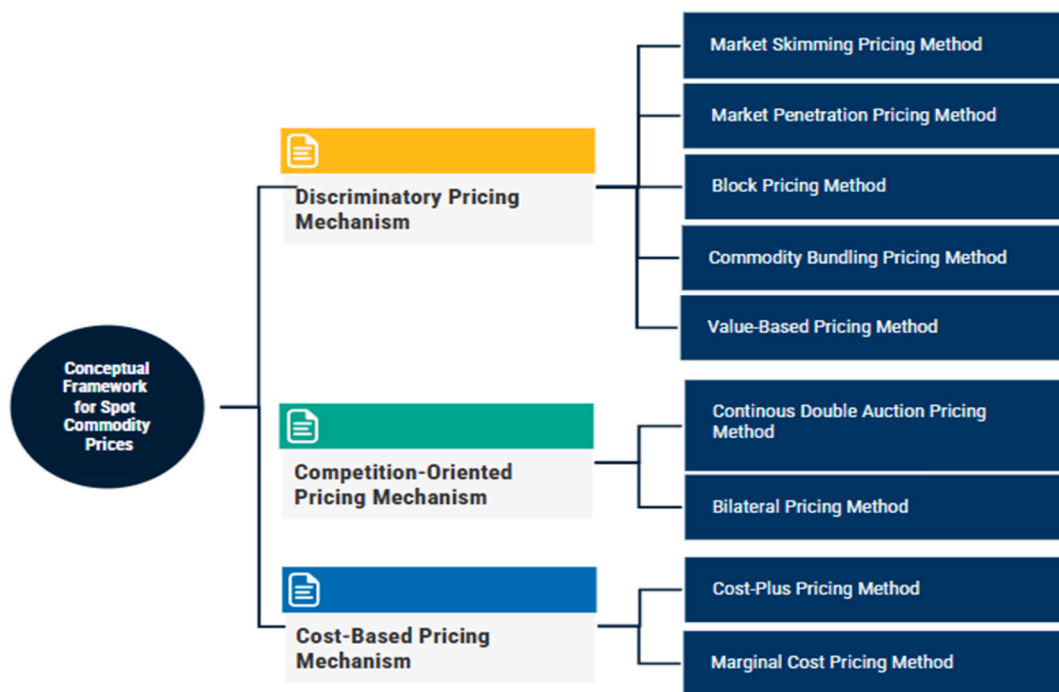 Conceptual
Framework
for Spot
Commodity
Prices
Discriminatory Pricing
Mechanism
Market Skimming Pricing Method
Market Penetration Pricing Method
Block Pricing Method
Commodity Bundling Pricing Method
Value-Based Pricing Method
Competition-Oriented
Pricing Mechanism
Continous Double Auction Pricing
Method
Bilateral Pricing Method
Cost-Based Pricing
Mechanism
Cost-Plus Pricing Method
Marginal Cost Pricing Method